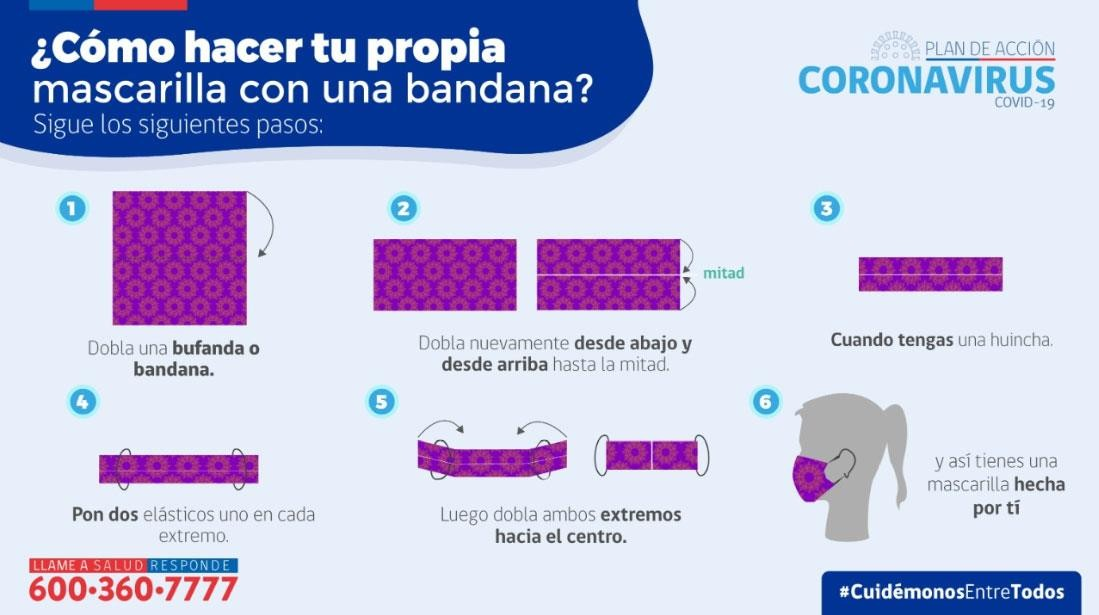 ¿Cómo hacer tu propia
mascarilla con una bandana?
Sigue los siguientes pasos:
PLAN DE ACCIÓN
CORONAVIRUS
COVID-19
1
Dobla una bufanda o
bandana.
2
mitad
Dobla nuevamente desde abajo y
desde arriba hasta la mitad.
3
Cuando tengas una huincha.
4
Pon dos elásticos uno en cada
extremo.
5
Luego dobla ambos extremos
hacia el centro.
6
y así tienes una
mascarilla hecha
por tí
LLAME A SALUD RESPONDE
600•360•7777
#CuidémonosEntreTodos